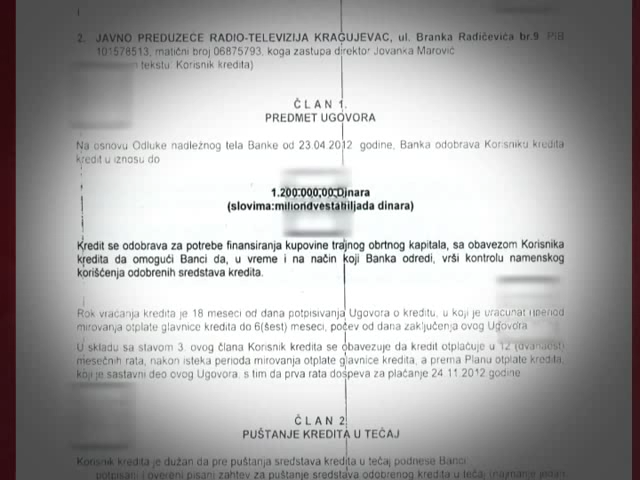 2. JAVNO PREDUZECE RADIO-TELEVIZIJA KRAGUJEVAC, ul. Branka Radičevića br.9 PIB
101578513, matični broj 06875793, koga zastupa direktor Jovanka Marović
tekstu: Korisnik kredita)
ČLAN 1.
PREDMET UGOVORA
Na osnovu Odluke nadležnog tela Banke od 23.04.2012 godine, Banka odobrava Korisniku kredita
kredit u iznosu do
1.200.000,00 Dinara
(slovima:miliondvestahiljada dinara)
Kredit se odobrava za potrebe finansiranja kupovine trajnog obrtnog kapitala, sa obavezom Korisnika
kredita da omogući Banci da, u vreme i na način koji Banka odredi, vrši kontrolu namenskog
korišćenja odobrenih sredstava kredita.
Rok vraćanja kredita je 18 meseci od dana potpisivanja Ugovora o kreditu, u koji je uračunat i period
mirovanja otplate glavnice kredita do 6(šest) meseci, počev od dana zaključenja ovog Ugovora
U skladu sa stavom 3. ovog člana Korisnik kredita se obavezuje da kredit otplaćuje u 12 (dvanaest)
mesečnih rata, nakon isteka perioda mirovanja otplate glavnice kredita, a prema Planu otplate kredita,
koji je sastavni deo ovog Ugovora, s tim da prva rata dospeva za plaćanje 24.11.2012.godine
ČLAN 2
PUŠTANJE KREDITA U TEČAJ
Korisnik kredita je dužan da pre puštanja sredstava kredita u tečaj podnese Banci
potpisani i overeni pisani zahtev za puštanje sredstava odobrenog kredita u tečaj (najmanje jedan